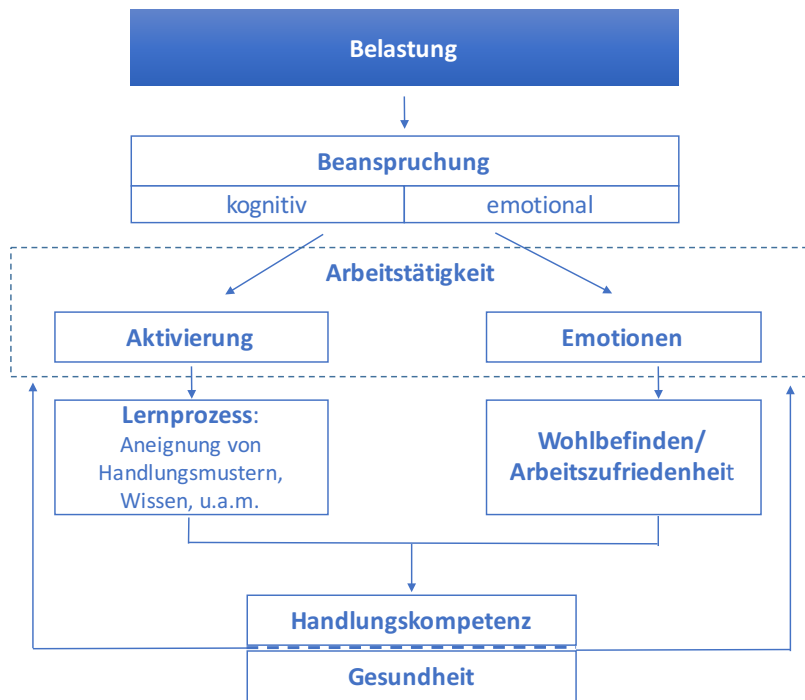 Belastung
Beanspruchung
kognitiv
emotional
Arbeitstätigkeit
Aktivierung
Emotionen
Lernprozess:
Aneignung von
Handlungsmustern,
Wissen, u.a.m.
Wohlbefinden/
Arbeitszufriedenheit
Handlungskompetenz
Gesundheit